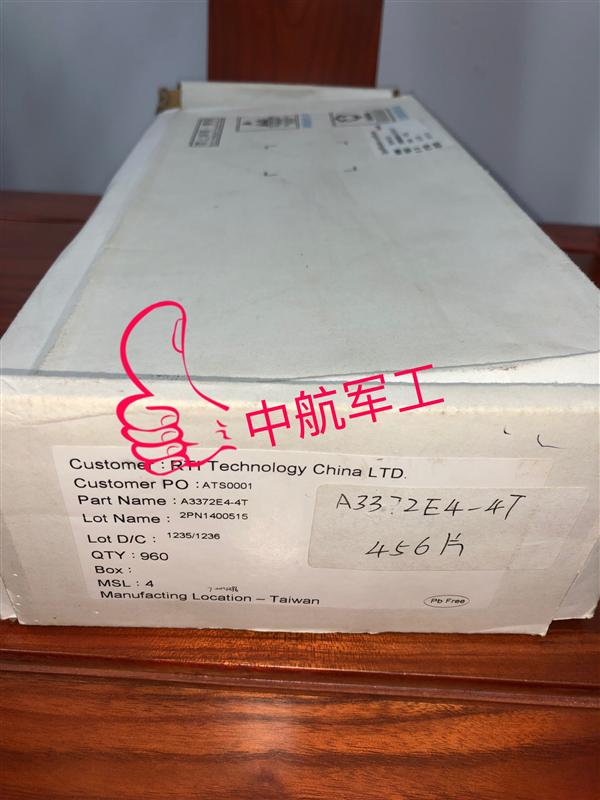 中航军工
Customer : RTI Technology China LTD.
Customer PO : ATS0001
Part Name : A3372E4-4T
Lot Name : 2PN1400515
Lot D/C : 1235/1236
QTY : 960
Box :
MSL : 4
Manufacting Location – Taiwan
Pb Free
A3372E4-4T
456片